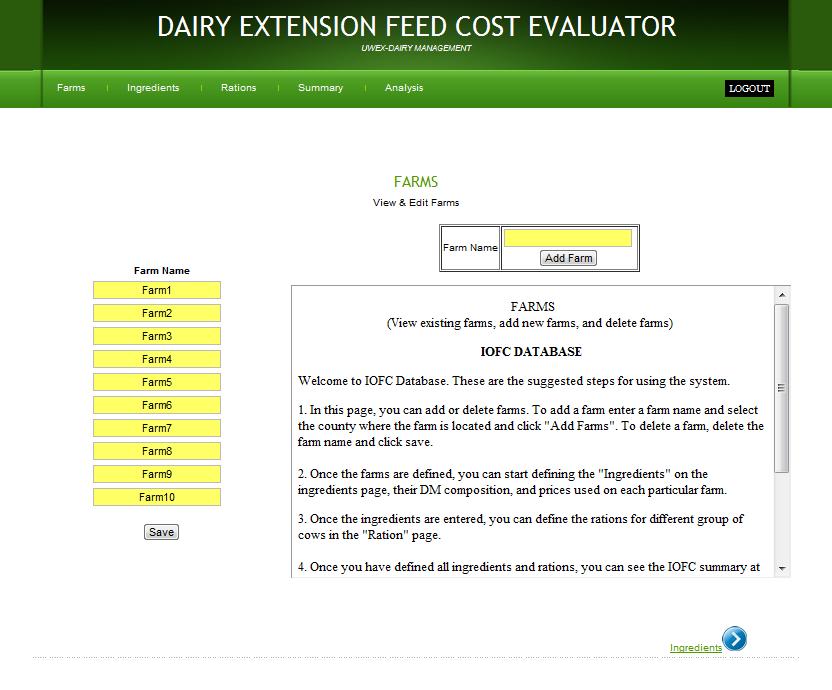 DAIRY EXTENSION FEED COST EVALUATOR
UWEX-DAIRY MANAGEMENT
Farms
Ingredients
Rations
Summary
Analysis
LOGOUT
FARMS
View & Edit Farms
Farm Name
Add Farm
Farm Name
Farm1
Farm2
Farm3
Farm4
Farm5
Farm6
Farm7
Farm8
Farm9
Farm10
Save
FARMS
(View existing farms, add new farms, and delete farms)
IOFC DATABASE
Welcome to IOFC Database. These are the suggested steps for using the system.
1. In this page, you can add or delete farms. To add a farm enter a farm name and select
the county where the farm is located and click "Add Farms". To delete a farm, delete the
farm name and click save.
2. Once the farms are defined, you can start defining the "Ingredients" on the
ingredients page, their DM composition, and prices used on each particular farm.
3. Once the ingredients are entered, you can define the rations for different group of
cows in the "Ration" page.
4. Once you have defined all ingredients and rations, you can see the IOFC summary at
Ingredients